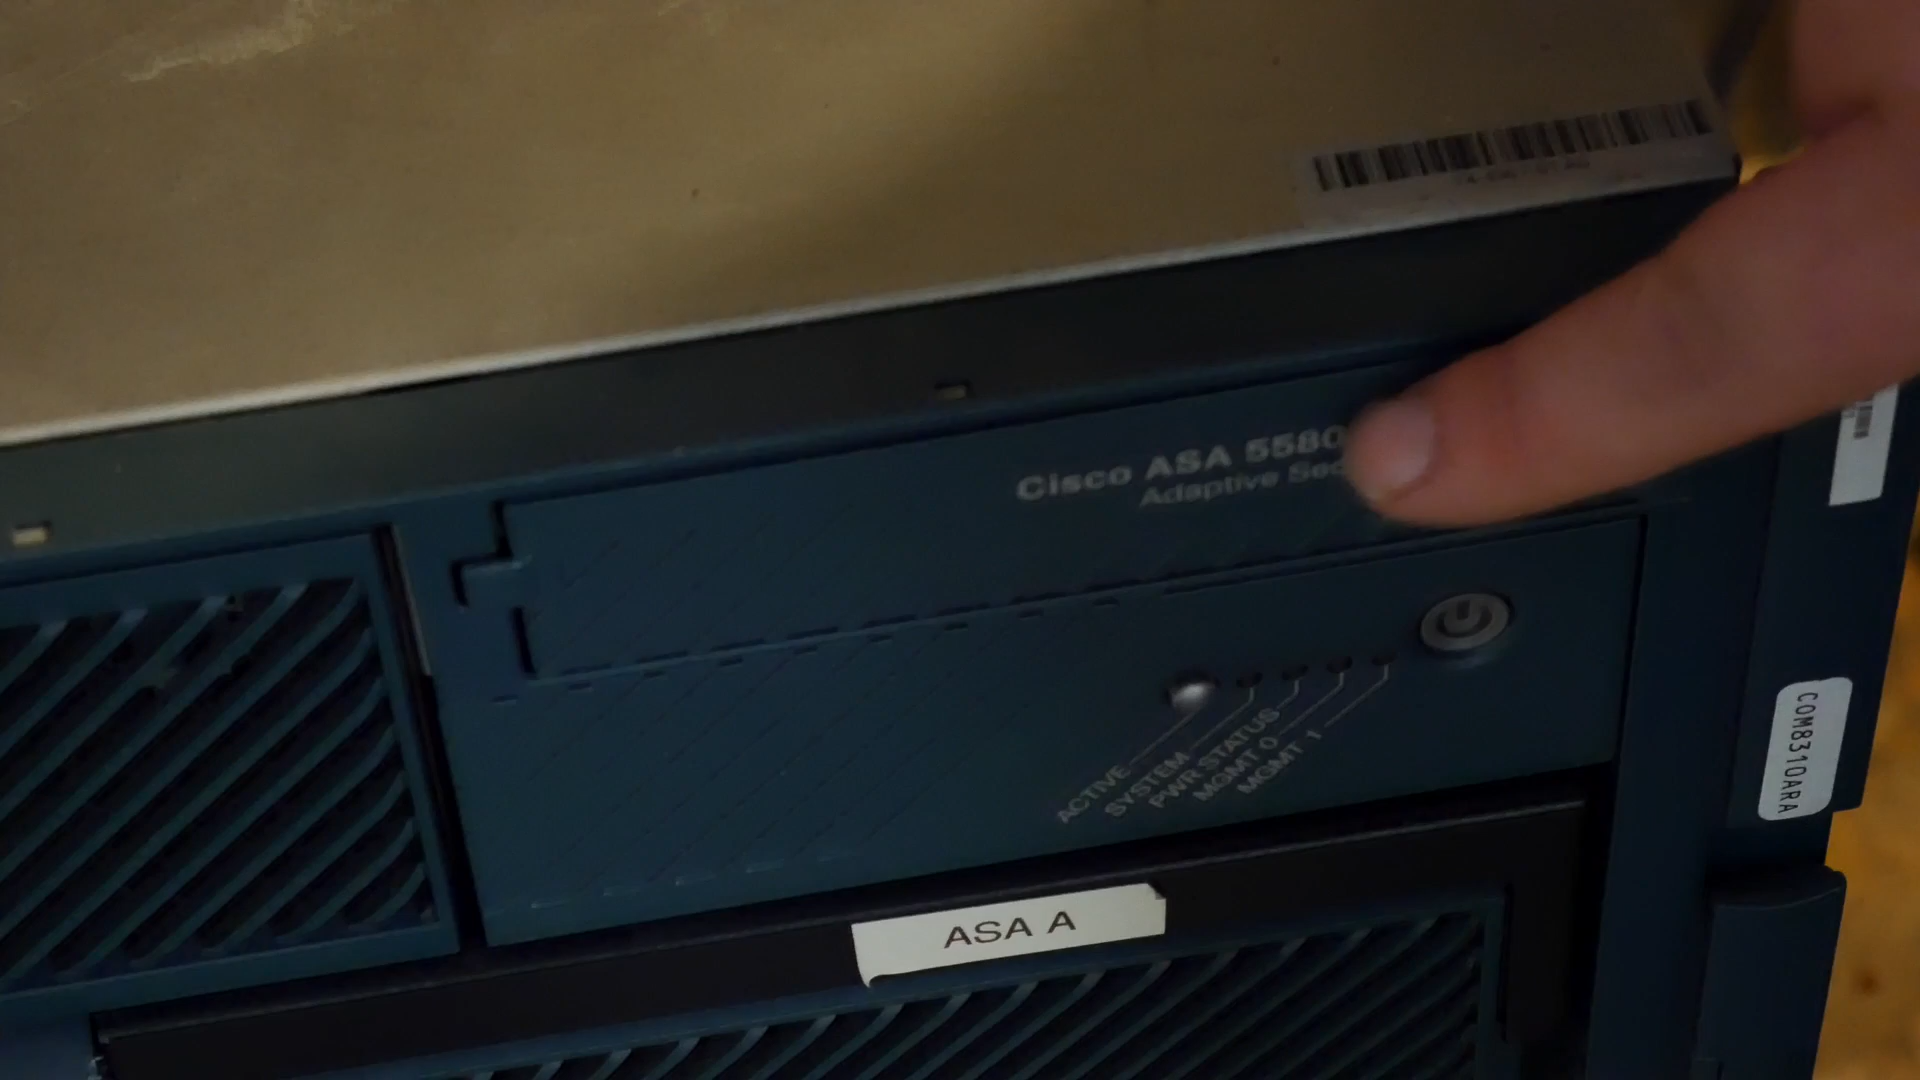 Cisco ASA 5580
Adaptive Sec
ACTIVE
SYSTEM
PWR STATUS
MGMT 0
MGMT 1
COM8310ARA
ASA A